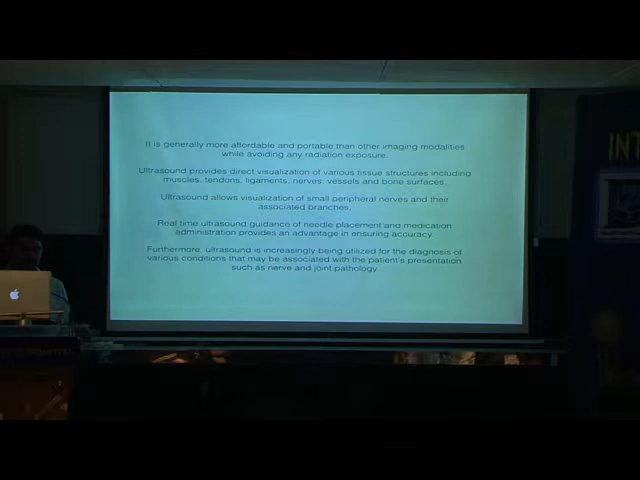 It is generally more affordable and portable than other imaging modalities
while avoiding any radiation exposure.
Ultrasound provides direct visualization of various tissue structures including
muscles, tendons, ligaments, nerves, vessels and bone surfaces.
Ultrasound allows visualization of small peripheral nerves and their
associated branches.
Real time ultrasound guidance of needle placement and medication
administration provides an advantage in ensuring accuracy
Furthermore, ultrasound is increasingly being utilized for the diagnosis of
various conditions that may be associated with the patient's presentation
such as nerve and joint pathology.
INT